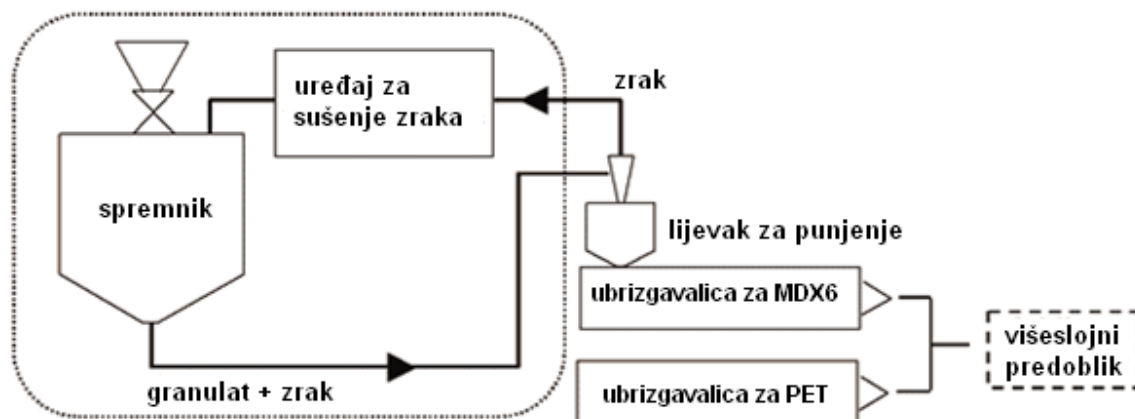 uređaj za
sušenje zraka
zrak
spremnik
lijevak za punjenje
ubrizgavalica za MDX6
višeslojni
predoblik
granulat + zrak
ubrizgavalica za PET